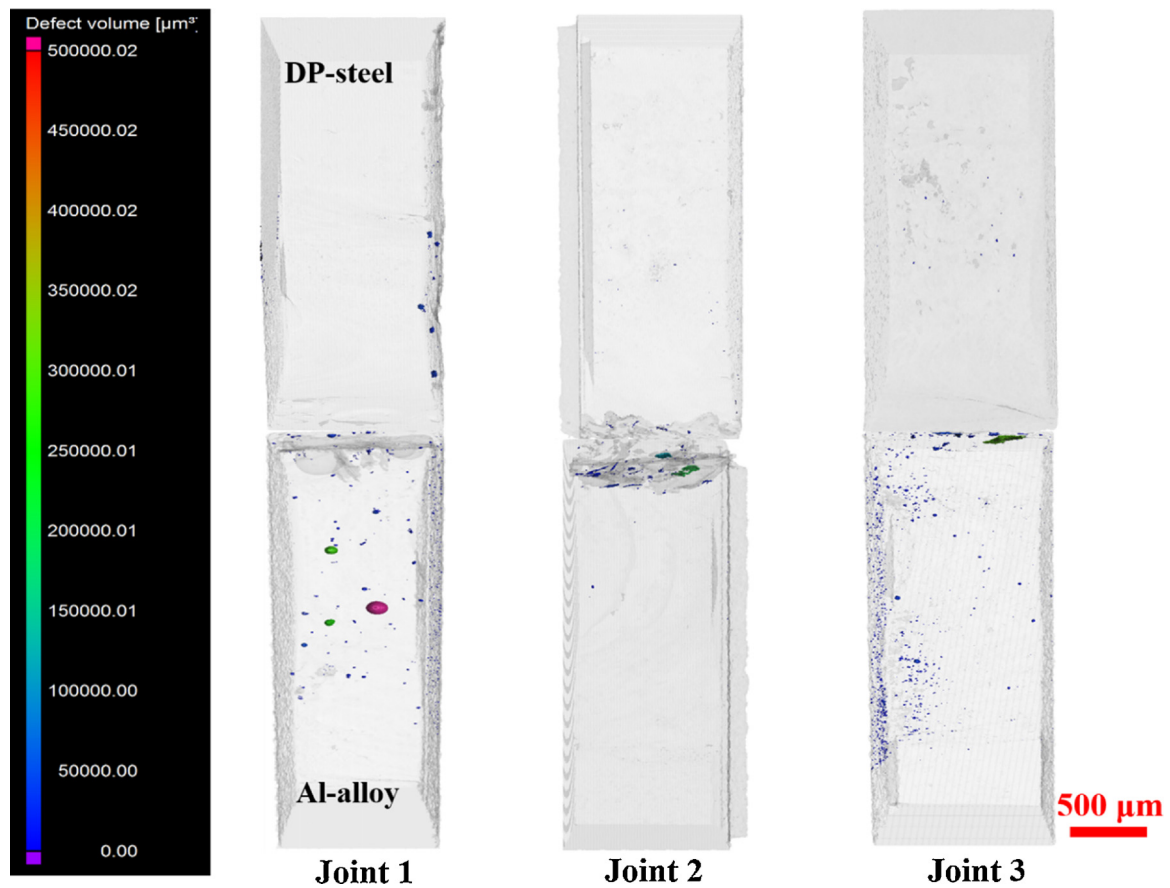 Defect volume [µm³]
500000.02
450000.02
400000.02
350000.02
300000.01
250000.01
200000.01
150000.01
100000.00
50000.00
0.00
DP-steel
Al-alloy
500 µm
Joint 1
Joint 2
Joint 3